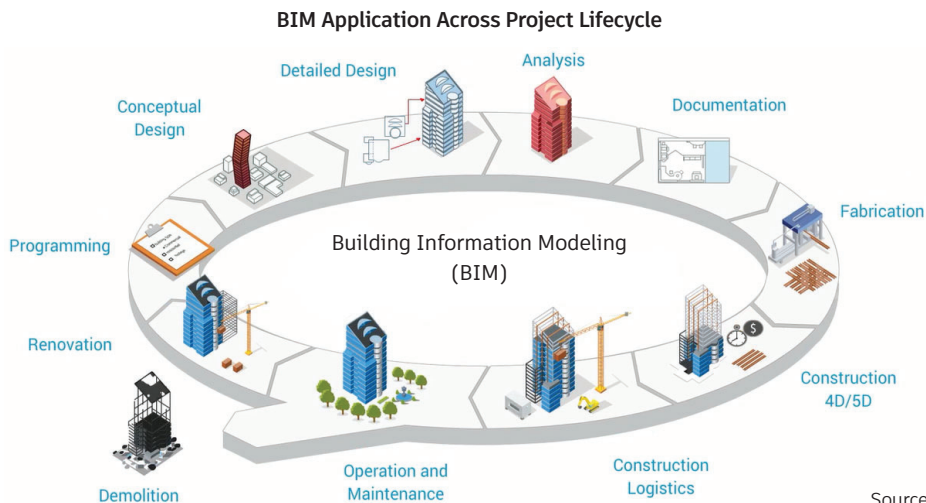 BIM Application Across Project Lifecycle
Detailed Design
Analysis
Conceptual
Design
Documentation
Programming
Fabrication
Building Information Modeling
(BIM)
Renovation
$
Construction
4D/5D
Operation and
Maintenance
Construction
Logistics
Demolition
Source